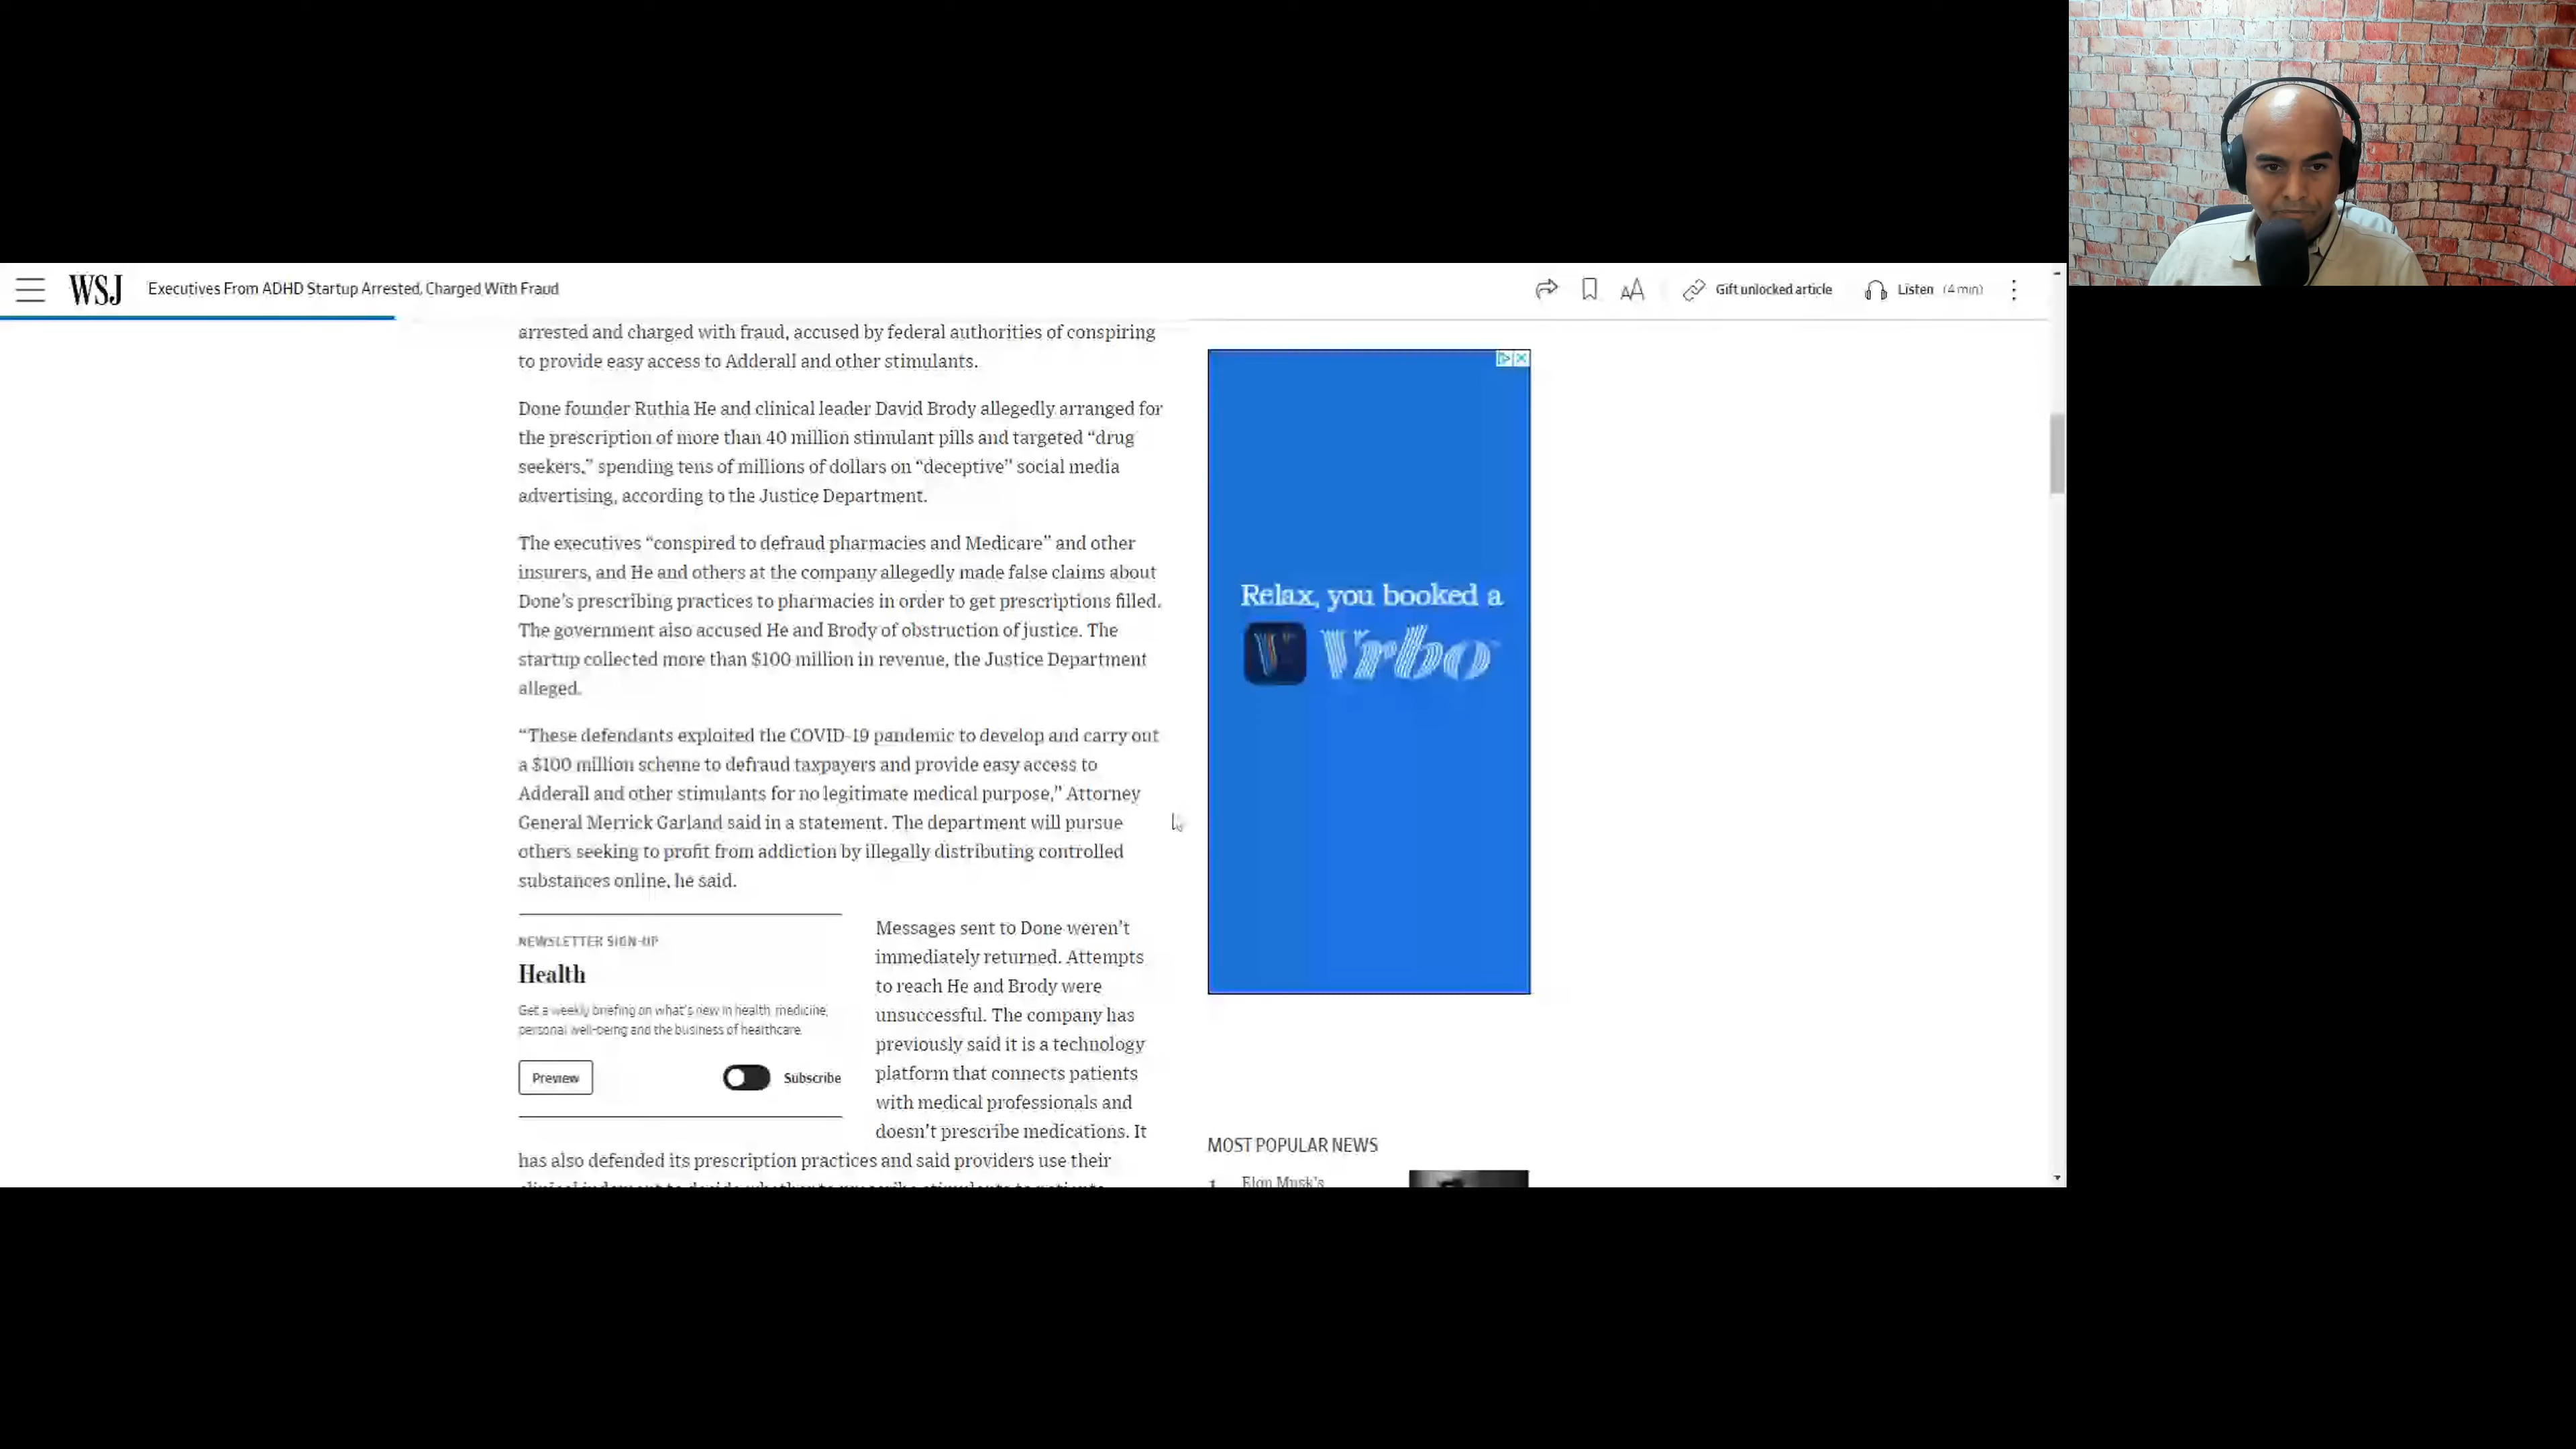 WSJ Executives From ADHD Startup Arrested, Charged With Fraud
Gift unlocked article
Listen (4 min)
arrested and charged with fraud, accused by federal authorities of conspiring
to provide easy access to Adderall and other stimulants.
Done founder Ruthia He and clinical leader David Brody allegedly arranged for
the prescription of more than 40 million stimulant pills and targeted “drug
seekers,” spending tens of millions of dollars on “deceptive” social media
advertising, according to the Justice Department.
The executives “conspired to defraud pharmacies and Medicare” and other
insurers, and He and others at the company allegedly made false claims about
Done’s prescribing practices to pharmacies in order to get prescriptions filled.
The government also accused He and Brody of obstruction of justice. The
startup collected more than $100 million in revenue, the Justice Department
alleged.
“These defendants exploited the COVID-19 pandemic to develop and carry out
a $100 million scheme to defraud taxpayers and provide easy access to
Adderall and other stimulants for no legitimate medical purpose,” Attorney
General Merrick Garland said in a statement. The department will pursue
others seeking to profit from addiction by illegally distributing controlled
substances online, he said.
NEWSLETTER SIGN-UP
Health
Get a weekly briefing on what's new in health, medicine,
personal well-being and the business of healthcare.
Preview
Subscribe
Messages sent to Done weren’t
immediately returned. Attempts
to reach He and Brody were
unsuccessful. The company has
previously said it is a technology
platform that connects patients
with medical professionals and
doesn’t prescribe medications. It
has also defended its prescription practices and said providers use their
Relax, you booked a
Vrbo
MOST POPULAR NEWS
1 Elon Musk's